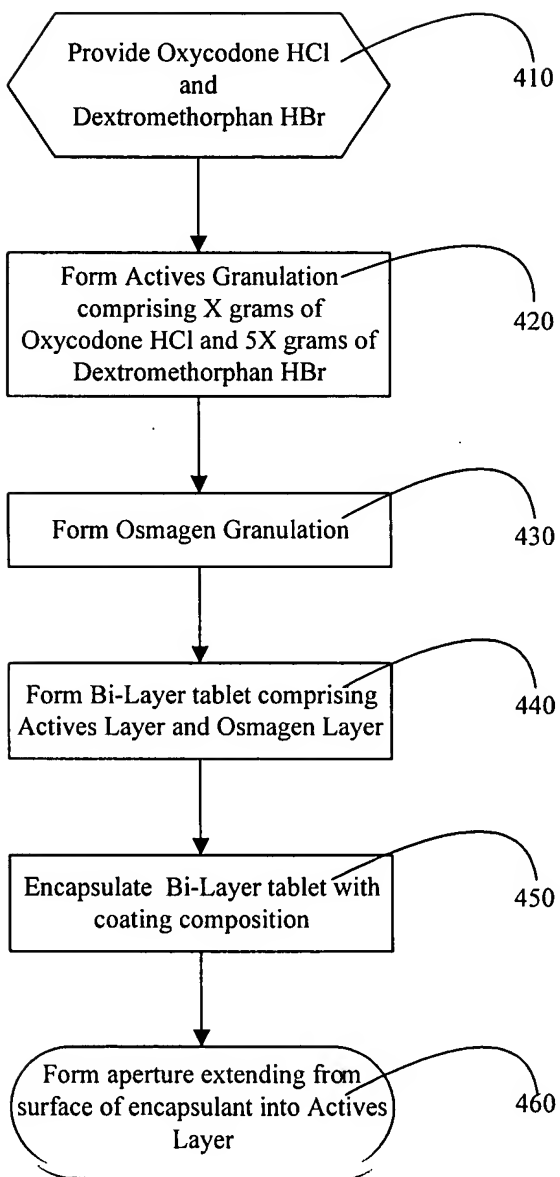 Provide Oxycodone HCl
and
Dextromethorphan HBr
410
Form Actives Granulation
comprising X grams of
Oxycodone HCl and 5X grams of
Dextromethorphan HBr
420
Form Osmagen Granulation
430
Form Bi-Layer tablet comprising
Actives Layer and Osmagen Layer
440
Encapsulate Bi-Layer tablet with
coating composition
450
Form aperture extending from
surface of encapsulant into Actives
Layer
460